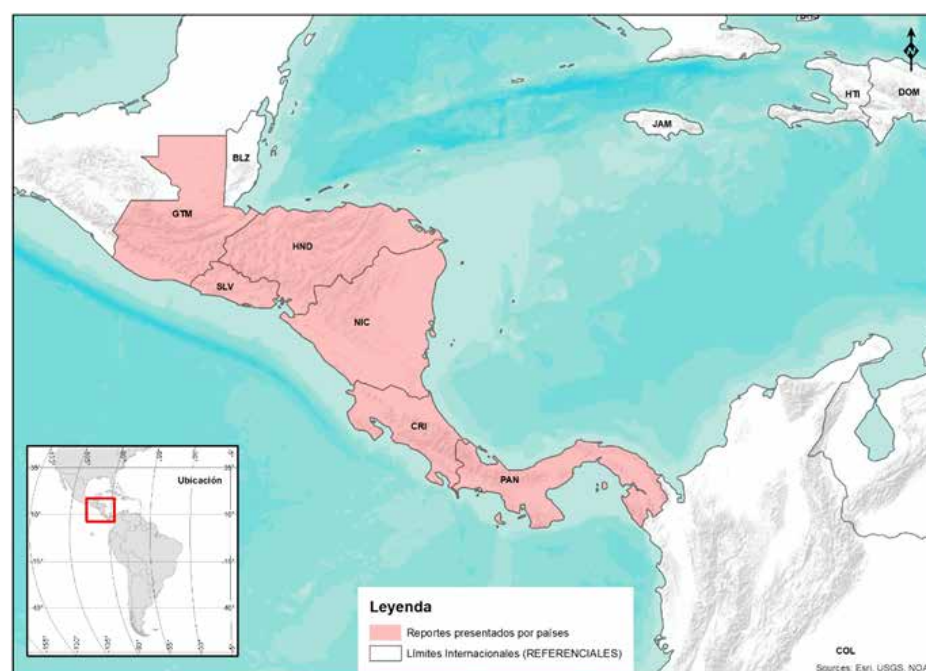 N
HTI
DOM
JAM
BLZ
GTM
HND
SLV
NIC
CRI
PAN
COL
Ubicación
Leyenda
Reportes presentados por países
Límites Internacionales (REFERENCIALES)
Sources: Esri, USGS, NOA